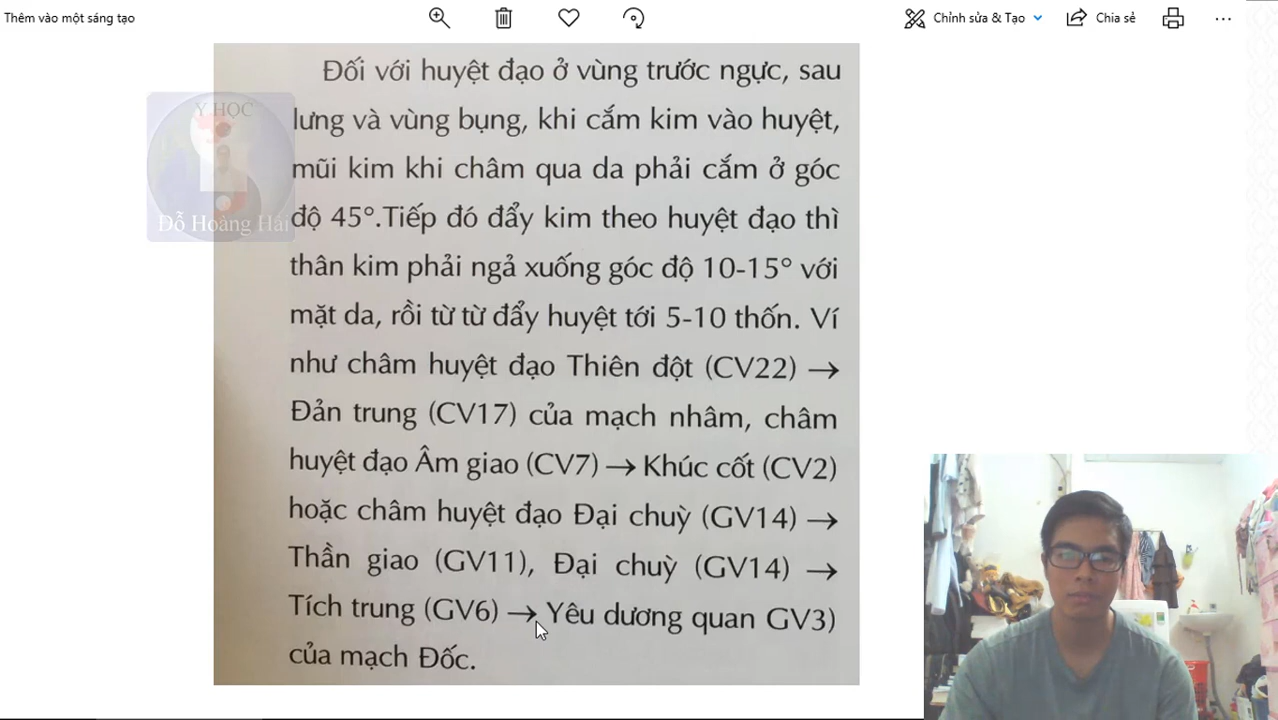 Thêm vào một sáng tạo
Chỉnh sửa & Tạo
Chia sẻ
Đối với huyệt đạo ở vùng trước ngực, sau
lưng và vùng bụng, khi cắm kim vào huyệt,
mũi kim khi châm qua da phải cắm ở góc
độ 45°.Tiếp đó đẩy kim theo huyệt đạo thì
thân kim phải ngả xuống góc độ 10-15° với
mặt da, rồi từ từ đẩy huyệt tới 5-10 thốn. Ví
như châm huyệt đạo Thiên đột (CV22) →
Đản trung (CV17) của mạch nhâm, châm
huyệt đạo Âm giao (CV7) → Khúc cốt (CV2)
hoặc châm huyệt đạo Đại chuỳ (GV14) →
Thần giao (GV11), Đại chuỳ (GV14) →
Tích trung (GV6) → Yêu dương quan GV3)
của mạch Đốc.
Y HỌC
Đỗ Hoàng Hải